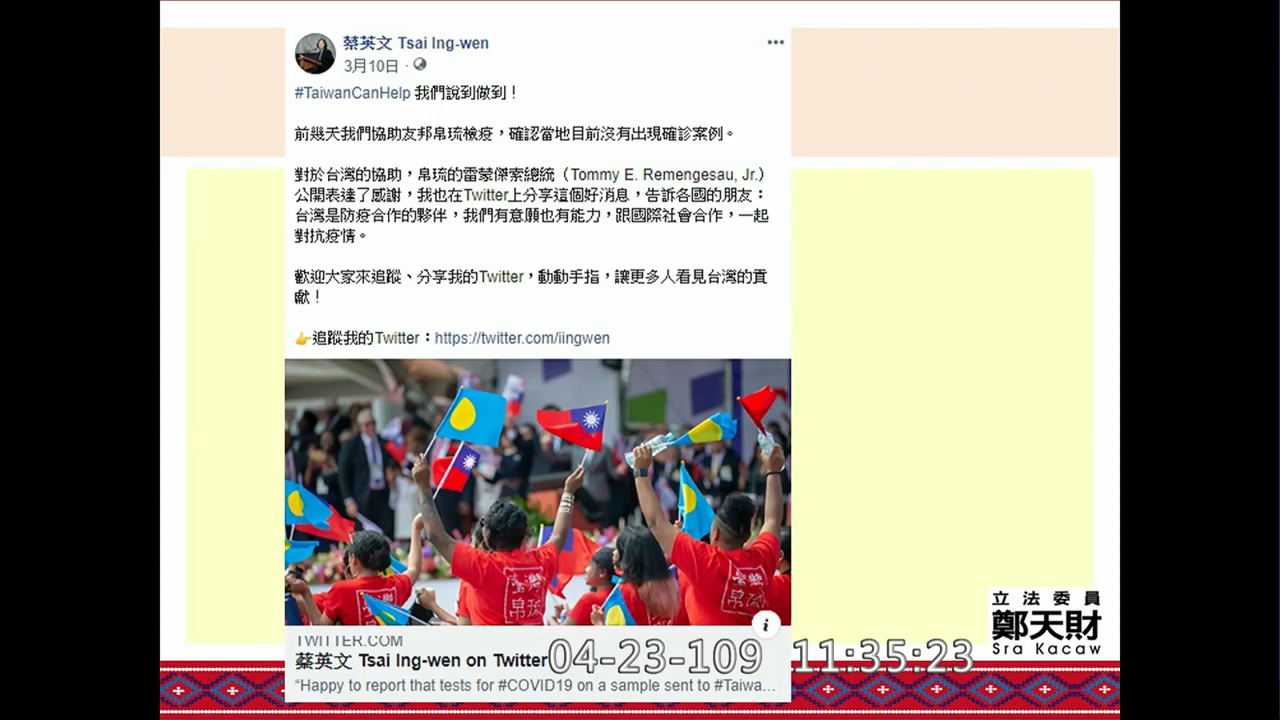 蔡英文 Tsai Ing-wen
3月10日 ·
#TaiwanCanHelp 我們說到做到！
前幾天我們協助友邦帛琉檢疫，確認當地目前沒有出現確診案例。
對於台灣的協助，帛琉的雷蒙傑索總統（Tommy E. Remengesau, Jr.）
公開表達了感謝，我也在Twitter上分享這個好消息，告訴各國的朋友：
台灣是防疫合作的夥伴，我們有意願也有能力，跟國際社會合作，一起
對抗疫情。
歡迎大家來追蹤、分享我的Twitter，動動手指，讓更多人看見台灣的貢
獻！
👉追蹤我的Twitter：https://twitter.com/iingwen
臺灣
帛琉
臺灣
帛琉
TWITTER.COM
蔡英文 Tsai Ing-wen on Twitter
“Happy to report that tests for #COVID19 on a sample sent to #Taiwa...
立法委員
鄭天財
Sra Kacaw
04-23-109 11:35:23